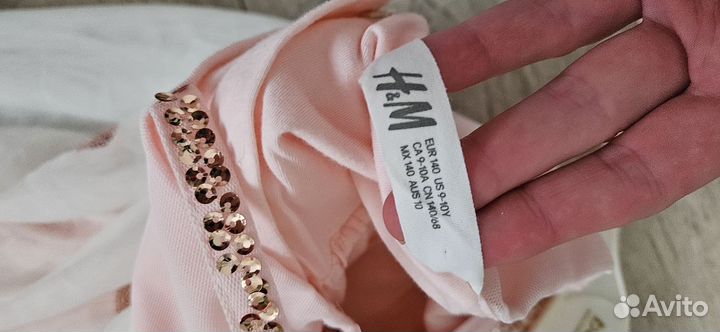 H&M
EUR 140 US 9-10Y
CA 9-10A CN 140/68
MX 140 AUS 10
Avito